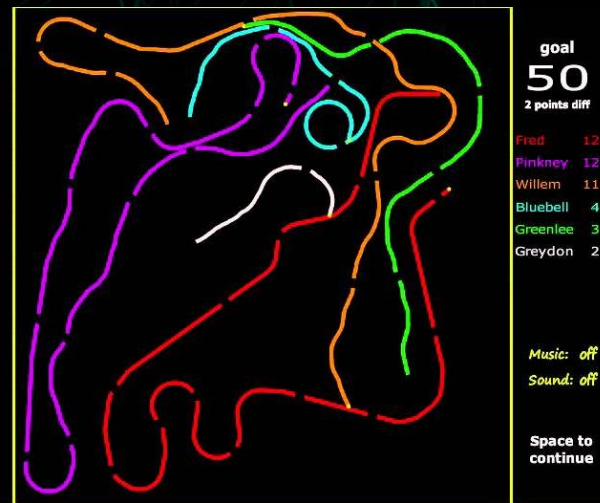 goal
50
2 points diff
Fred 12
Pinkney 12
Willem 11
Bluebell 4
Greenlee 3
Greydon 2
Music: off
Sound: off
Space to
continue